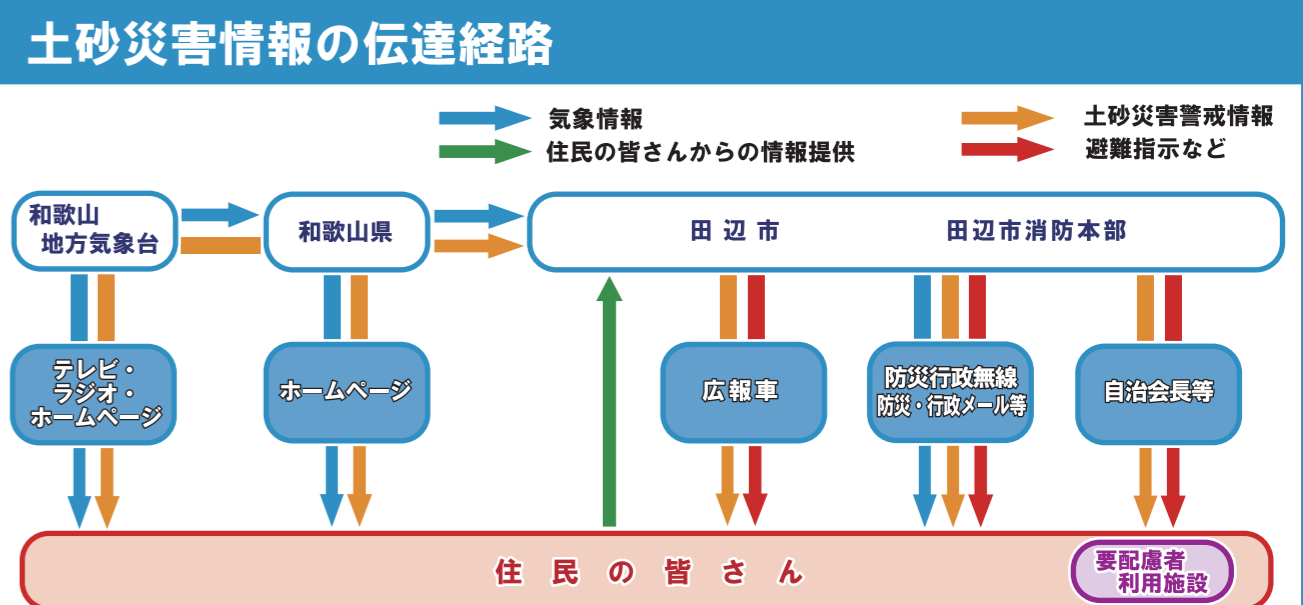 土砂災害情報の伝達経路
気象情報
土砂災害警戒情報
住民の皆さんからの情報提供
避難指示など
和歌山
地方気象台
和歌山県
田辺市
田辺市消防本部
テレビ・
ラジオ・
ホームページ
ホームページ
広報車
防災行政無線
防災・行政メール等
自治会長等
住民の皆さん
要配慮者
利用施設